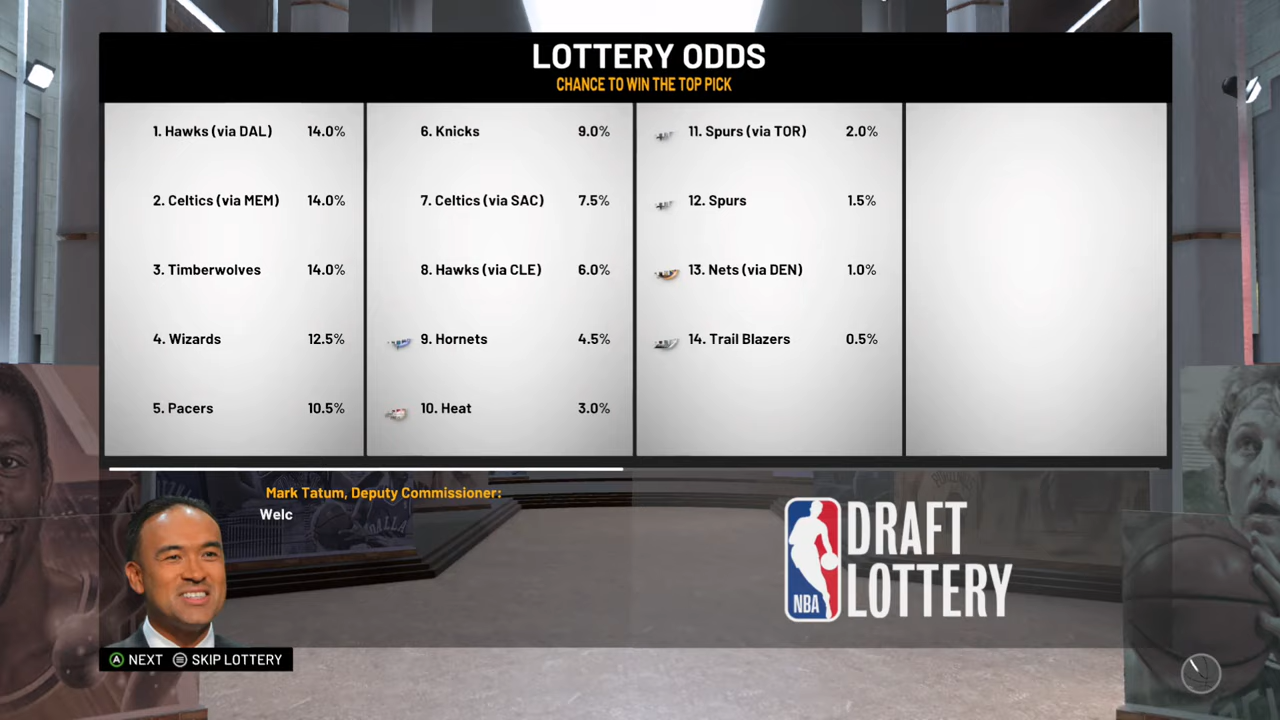 LOTTERY ODDS
CHANCE TO WIN THE TOP PICK
1. Hawks (via DAL) 14.0%
2. Celtics (via MEM) 14.0%
3. Timberwolves 14.0%
4. Wizards 12.5%
5. Pacers 10.5%
6. Knicks 9.0%
7. Celtics (via SAC) 7.5%
8. Hawks (via CLE) 6.0%
9. Hornets 4.5%
10. Heat 3.0%
11. Spurs (via TOR) 2.0%
12. Spurs 1.5%
13. Nets (via DEN) 1.0%
14. Trail Blazers 0.5%
Mark Tatum, Deputy Commissioner:
Welc
NBA
DRAFT
LOTTERY
A NEXT SKIP LOTTERY